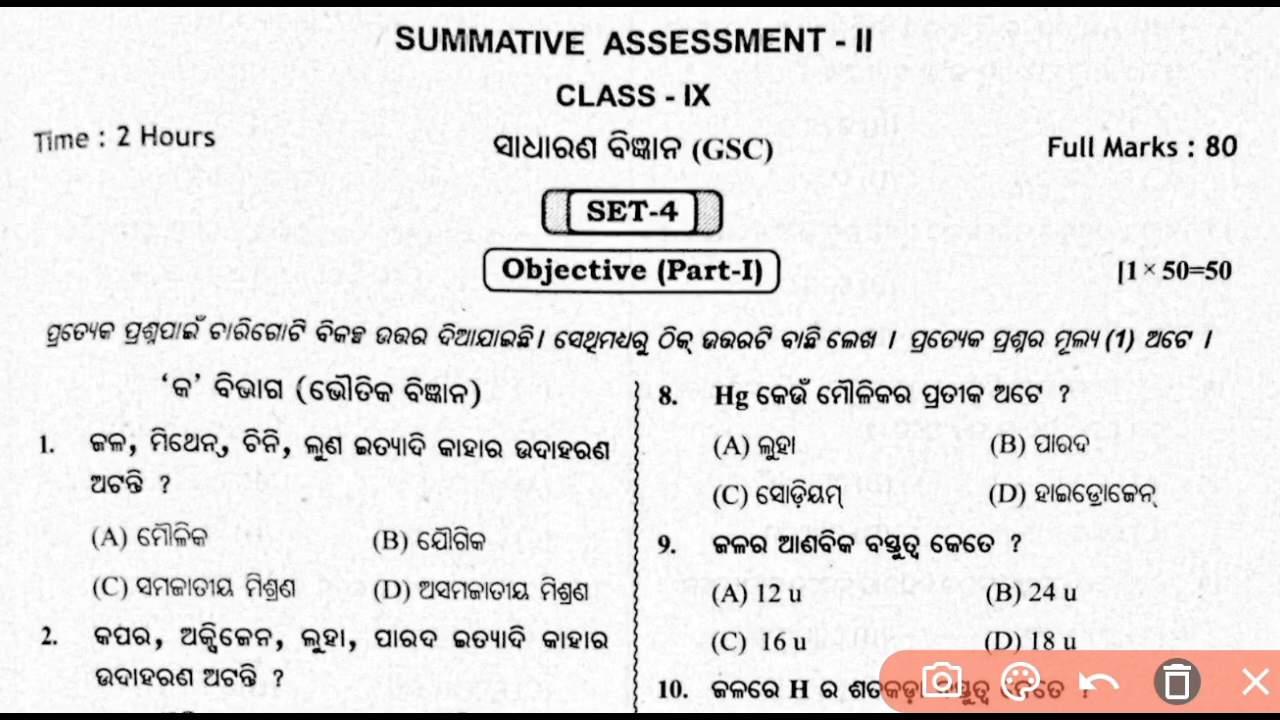 SUMMATIVE ASSESSMENT - II
CLASS - IX
Time : 2 Hours
ସାଧାରଣ ବିଜ୍ଞାନ (GSC)
Full Marks : 80
SET-4
Objective (Part-I)
[1 × 50=50
ପ୍ରତ୍ୟେକ ପ୍ରଶ୍ନପାଇଁ ଚାରିଗୋଟି ବିକଳ୍ପ ଉତ୍ତର ଦିଆଯାଇଛି। ସେଥିମଧ୍ୟରୁ ଠିକ୍ ଉତ୍ତରଟି ବାଛି ଲେଖ । ପ୍ରତ୍ୟେକ ପ୍ରଶ୍ନର ମୂଲ୍ୟ (1) ଅଟେ ।
‘କ’ ବିଭାଗ (ଭୌତିକ ବିଜ୍ଞାନ)
1. ଜଳ, ମିଥେନ୍, ଚିନି, ଲୁଣ ଇତ୍ୟାଦି କାହାର ଉଦାହରଣ
ଅଟନ୍ତି ?
(A) ମୌଳିକ (B) ଯୌଗିକ
(C) ସମଜାତୀୟ ମିଶ୍ରଣ (D) ଅସମଜାତୀୟ ମିଶ୍ରଣ
2. କପର, ଅକ୍ସିଜେନ, ଲୁହା, ପାରଦ ଇତ୍ୟାଦି କାହାର
ଉଦାହରଣ ଅଟନ୍ତି ?
8. Hg କେଉଁ ମୌଳିକର ପ୍ରତୀକ ଅଟେ ?
(A) ଲୁହା (B) ପାରଦ
(C) ସୋଡ଼ିୟମ୍ (D) ହାଇଡ୍ରୋଜେନ୍
9. ଜଳର ଆଣବିକ ବସ୍ତୁତ୍ୱ କେତେ ?
(A) 12 u (B) 24 u
(C) 16 u (D) 18 u
10. ଜଳରେ H ର ଶତକଡ଼ା ବସ୍ତୁତ୍ୱ କେତେ ?